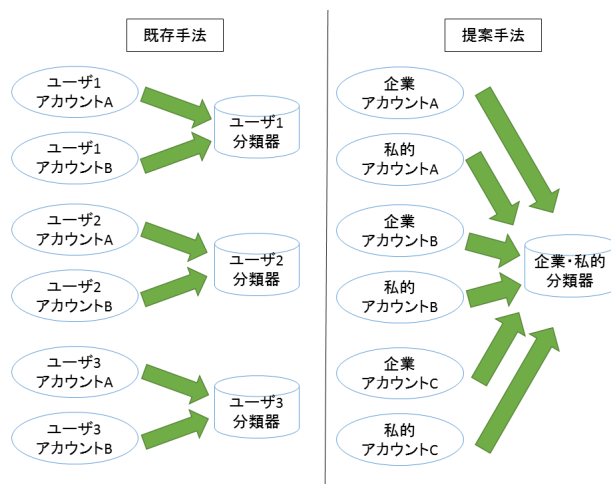 既存手法
ユーザ1
アカウントA
ユーザ1
アカウントB
ユーザ1
分類器
ユーザ2
アカウントA
ユーザ2
アカウントB
ユーザ2
分類器
ユーザ3
アカウントA
ユーザ3
アカウントB
ユーザ3
分類器
提案手法
企業
アカウントA
私的
アカウントA
企業
アカウントB
私的
アカウントB
企業
アカウントC
私的
アカウントC
企業・私的
分類器